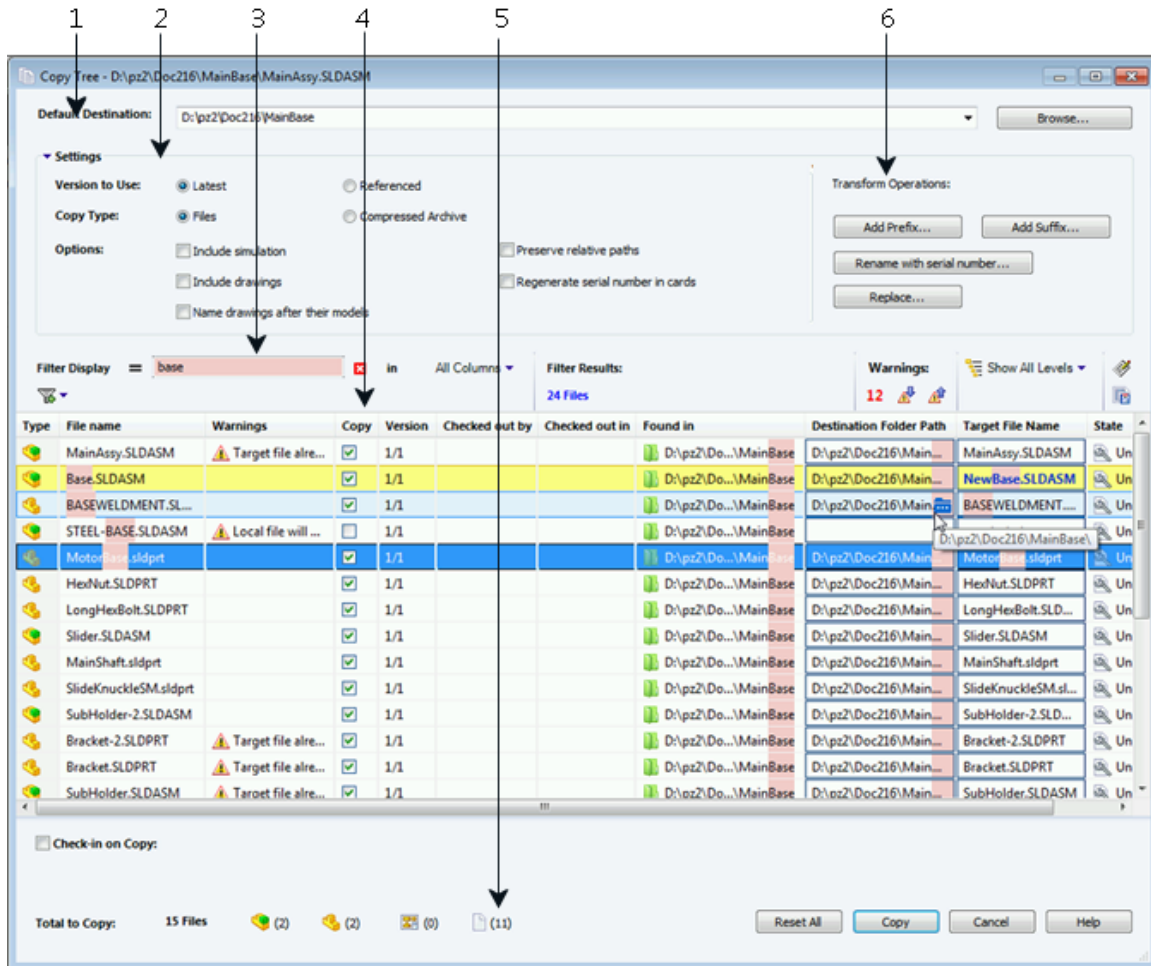 1 2 3 4 5 6
Copy Tree - D:\pz2\Doc216\MainBase\MainAssy.SLDASM
Default Destination: D:\pz2\Doc216\MainBase Browse...
Settings
Version to Use: Latest Referenced Transform Operations:
Copy Type: Files Compressed Archive Add Prefix... Add Suffix...
Options: Include simulation Preserve relative paths
Rename with serial number...
Include drawings Regenerate serial number in cards
Replace...
Name drawings after their models
Filter Display = base in All Columns Filter Results: Warnings: Show All Levels
24 Files 12
Type File name Warnings Copy Version Checked out by Checked out in Found in Destination Folder Path Target File Name State
MainAssy.SLDASM Target file alre... 1/1 D:\pz2\Do...\MainBase D:\pz2\Doc216\Main... MainAssy.SLDASM Un
Base.SLDASM 1/1 D:\pz2\Do...\MainBase D:\pz2\Doc216\Main... NewBase.SLDASM Un
BASEWELDMENT.SL... 1/1 D:\pz2\Do...\MainBase D:\pz2\Doc216\Main... BASEWELDMENT.... Un
STEEL-BASE.SLDASM Local file will ... 1/1 D:\pz2\Do...\MainBase Un
D:\pz2\Doc216\MainBase\
MotorBase.sldprt 1/1 D:\pz2\Do...\MainBase D:\pz2\Doc216\Main... MotorBase.sldprt Un
HexNut.SLDPRT 1/1 D:\pz2\Do...\MainBase D:\pz2\Doc216\Main... HexNut.SLDPRT Un
LongHexBolt.SLDPRT 1/1 D:\pz2\Do...\MainBase D:\pz2\Doc216\Main... LongHexBolt.SLD... Un
Slider.SLDASM 1/1 D:\pz2\Do...\MainBase D:\pz2\Doc216\Main... Slider.SLDASM Un
MainShaft.sldprt 1/1 D:\pz2\Do...\MainBase D:\pz2\Doc216\Main... MainShaft.sldprt Un
SlideKnuckleSM.sldprt 1/1 D:\pz2\Do...\MainBase D:\pz2\Doc216\Main... SlideKnuckleSM.sl... Un
SubHolder-2.SLDASM 1/1 D:\pz2\Do...\MainBase D:\pz2\Doc216\Main... SubHolder-2.SLD... Un
Bracket-2.SLDPRT Target file alre... 1/1 D:\pz2\Do...\MainBase D:\pz2\Doc216\Main... Bracket-2.SLDPRT Un
Bracket.SLDPRT Target file alre... 1/1 D:\pz2\Do...\MainBase D:\pz2\Doc216\Main... Bracket.SLDPRT Un
SubHolder.SLDASM Target file alre... 1/1 D:\pz2\Do...\MainBase D:\pz2\Doc216\Main... SubHolder.SLDASM Un
Check-in on Copy:
Total to Copy: 15 Files (2) (2) (0) (11) Reset All Copy Cancel Help